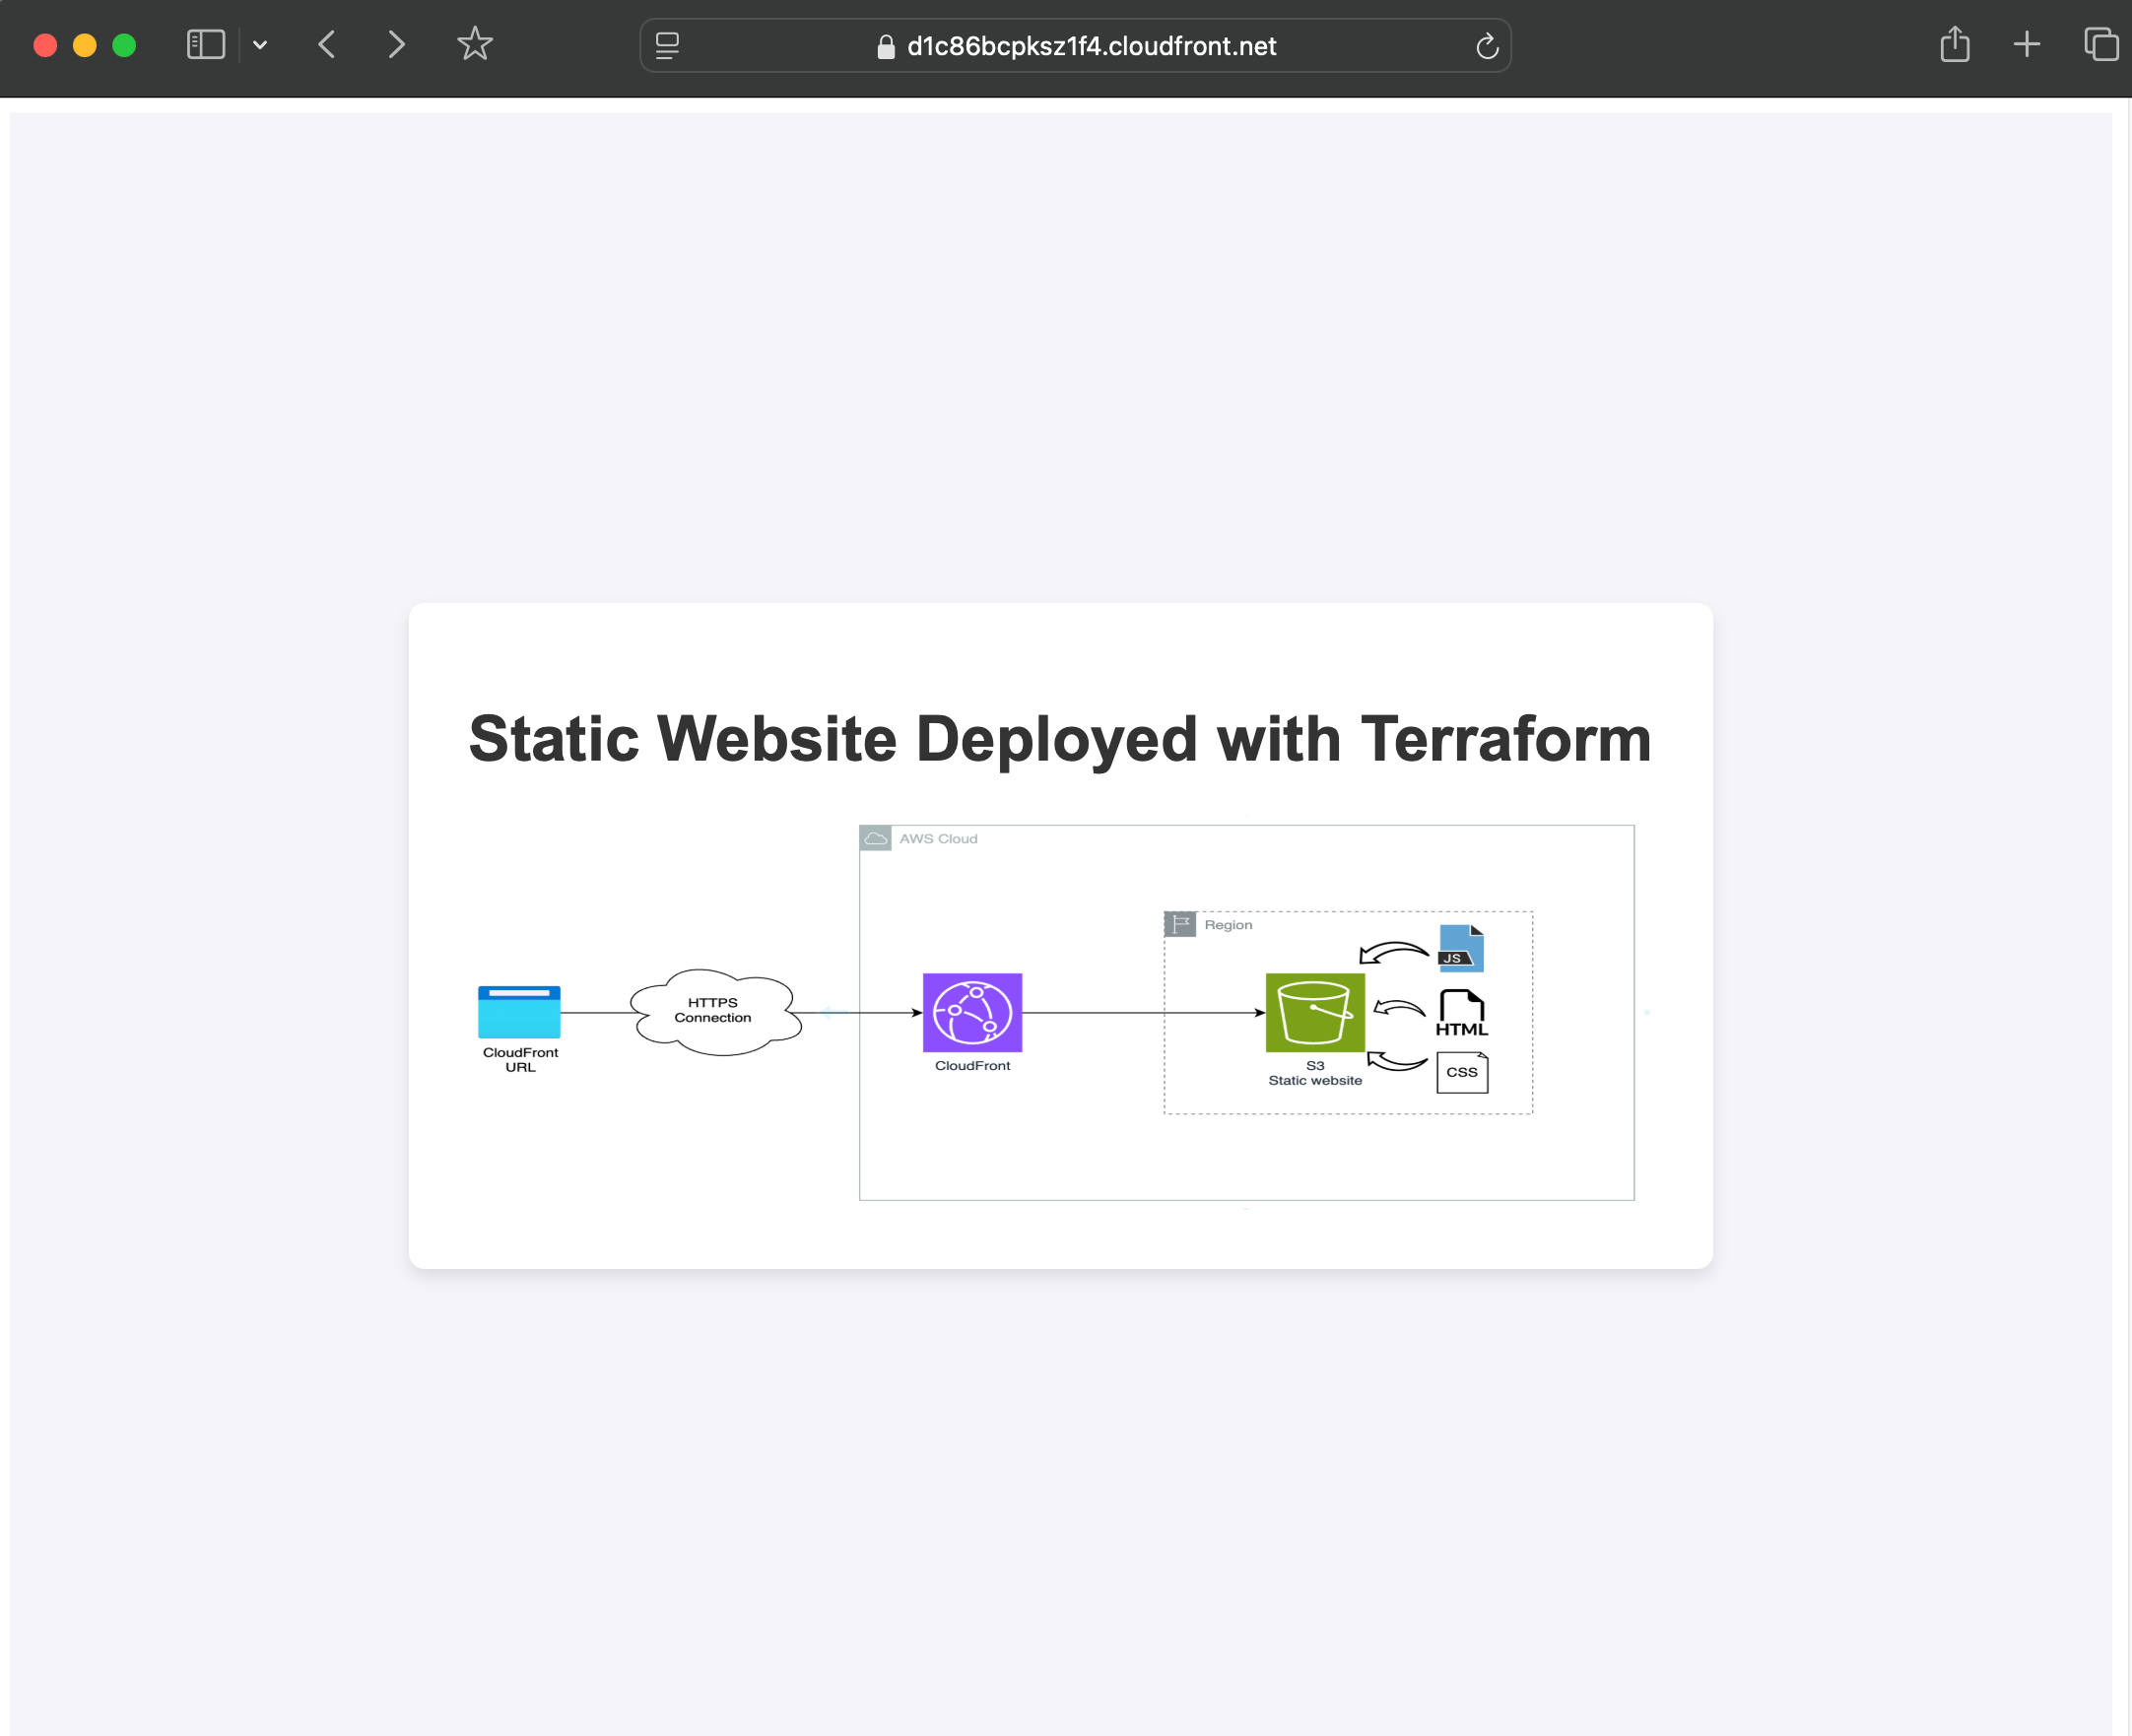 d1c86bcpksz1f4.cloudfront.net
Static Website Deployed with Terraform
AWS Cloud
Region
JS
HTTPS
Connection
HTML
CloudFront
URL
CloudFront
S3
Static website
CSS